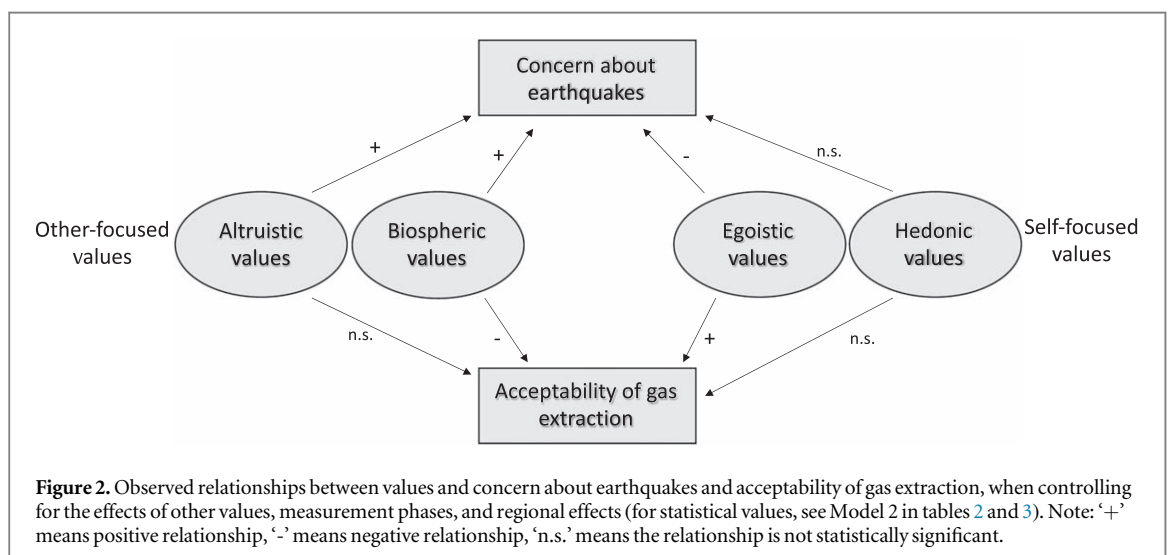 Concern about
earthquakes
+
+
-
n.s.
Other-focused
values
Altruistic
values
Biospheric
values
Egoistic
values
Hedonic
values
Self-focused
values
n.s.
-
+
n.s.
Acceptability of gas
extraction
Figure 2. Observed relationships between values and concern about earthquakes and acceptability of gas extraction, when controlling
for the effects of other values, measurement phases, and regional effects (for statistical values, see Model 2 in tables 2 and 3). Note: ‘+’
means positive relationship, ‘-’ means negative relationship, ‘n.s.’ means the relationship is not statistically significant.